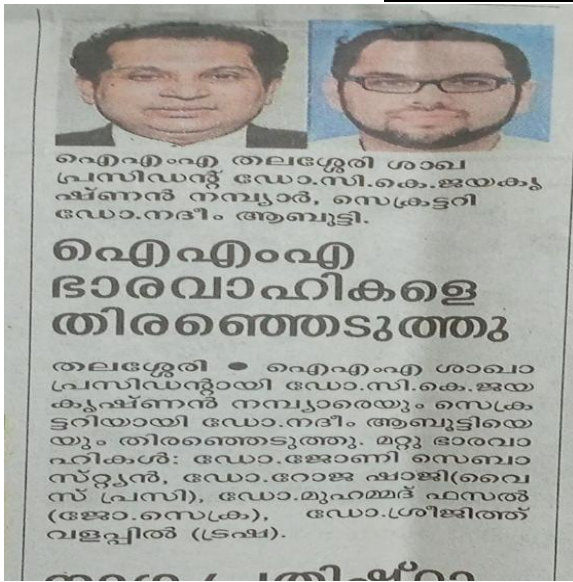 ഐഎംഎ തലശ്ശേരി ശാഖ
പ്രസിഡന്റ് ഡോ.സി.കെ.ജയകൃ
ഷ്ണൻ നമ്പ്യാർ, സെക്രട്ടറി
ഡോ.നദീം ആബൂട്ടി.
ഐഎംഎ
ഭാരവാഹികളെ
തിരഞ്ഞെടുത്തു
തലശ്ശേരി ● ഐഎംഎ ശാഖാ
പ്രസിഡന്റായി ഡോ.സി.കെ.ജയ
കൃഷ്ണൻ നമ്പ്യാരെയും സെക്ര
ട്ടറിയായി ഡോ.നദീം ആബൂട്ടിയെ
യും തിരഞ്ഞെടുത്തു. മറ്റു ഭാരവാ
ഹികൾ: ഡോ.ജോണി സെബാ
സ്റ്റ്യൻ, ഡോ.റോജ ഷാജി(വൈ
സ് പ്രസി), ഡോ.മുഹമ്മദ് ഫസൽ
(ജോ.സെക്ര), ഡോ.ശ്രീജിത്ത്
വളപ്പിൽ (ട്രഷ).